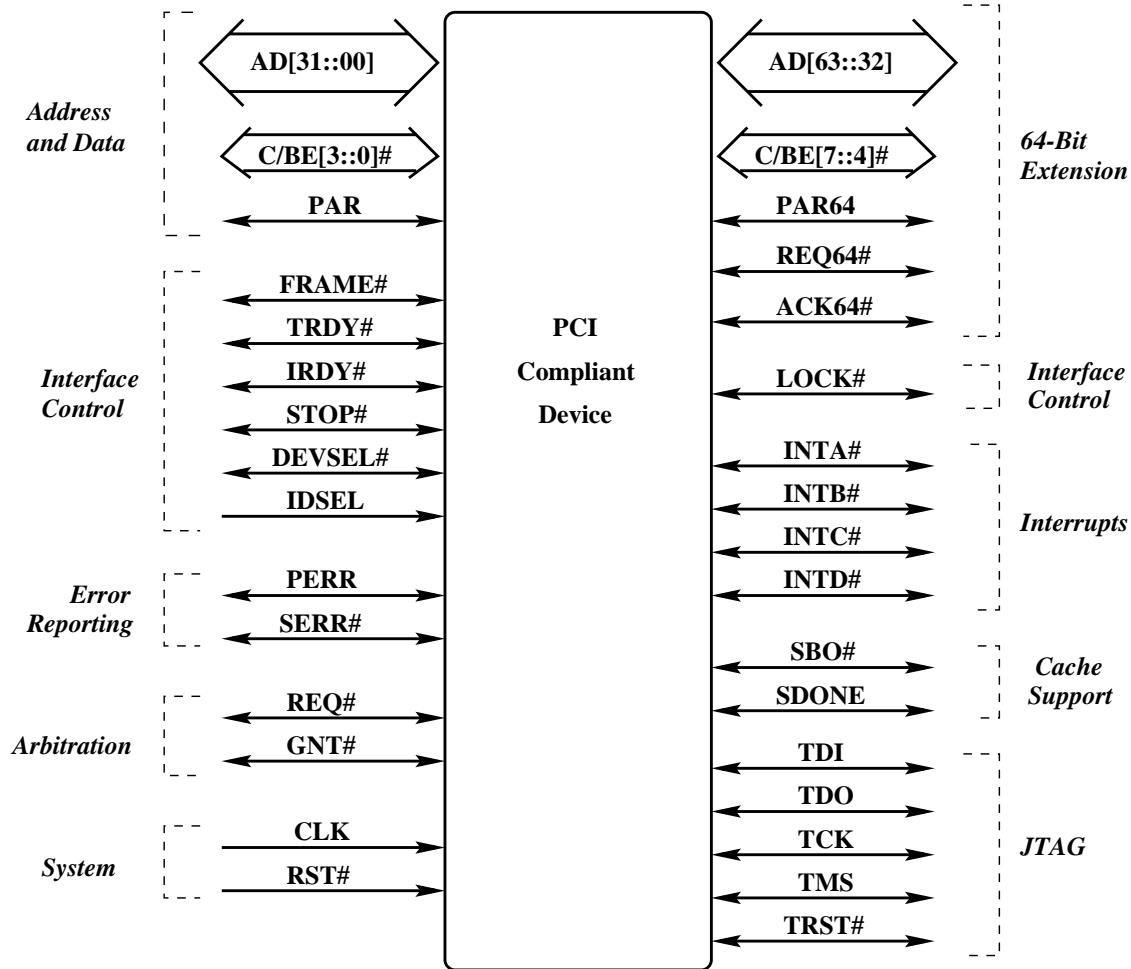 Address
and Data
AD[31::00]
C/BE[3::0]#
PAR
Interface
Control
FRAME#
TRDY#
IRDY#
STOP#
DEVSEL#
IDSEL
Error
Reporting
PERR
SERR#
Arbitration
REQ#
GNT#
System
CLK
RST#
PCI
Compliant
Device
AD[63::32]
C/BE[7::4]#
PAR64
REQ64#
ACK64#
64-Bit
Extension
LOCK#
Interface
Control
INTA#
INTB#
INTC#
INTD#
Interrupts
SBO#
SDONE
Cache
Support
TDI
TDO
TCK
TMS
TRST#
JTAG